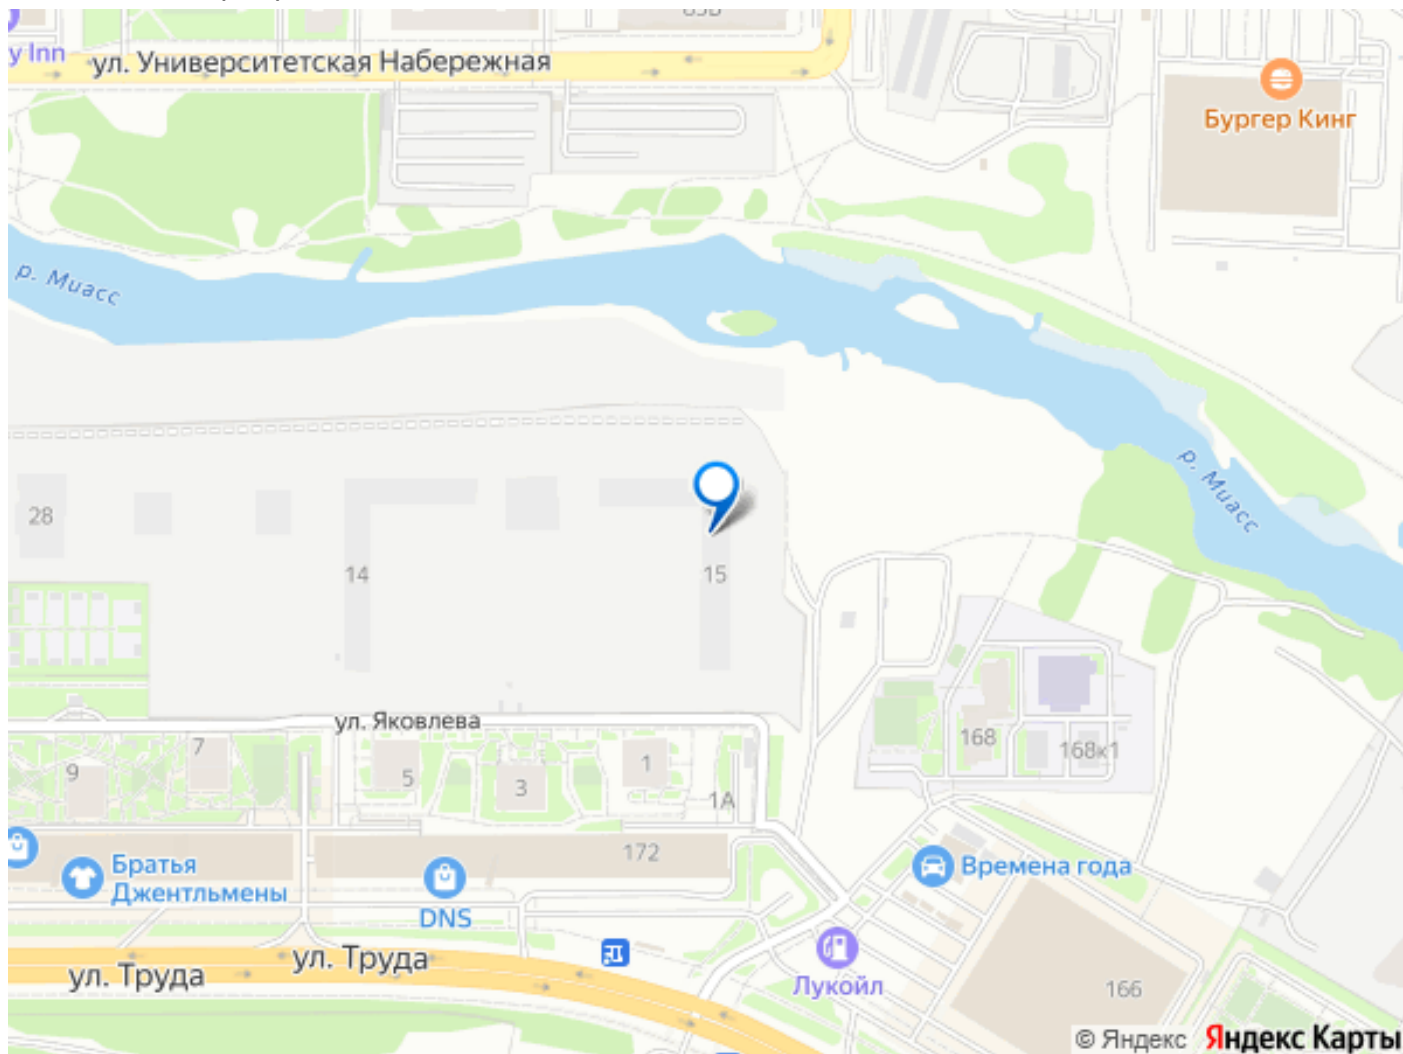 y Inn
ул. Университетская Набережная
Бургер Кинг
р. Миасс
р. Миасс
28
14
15
ул. Яковлева
7
9
5
3
1
1А
168
168к1
172
Братья
Джентльмены
DNS
Времена года
ул. Труда
ул. Труда
Лукойл
166
© Яндекс Яндекс Карты